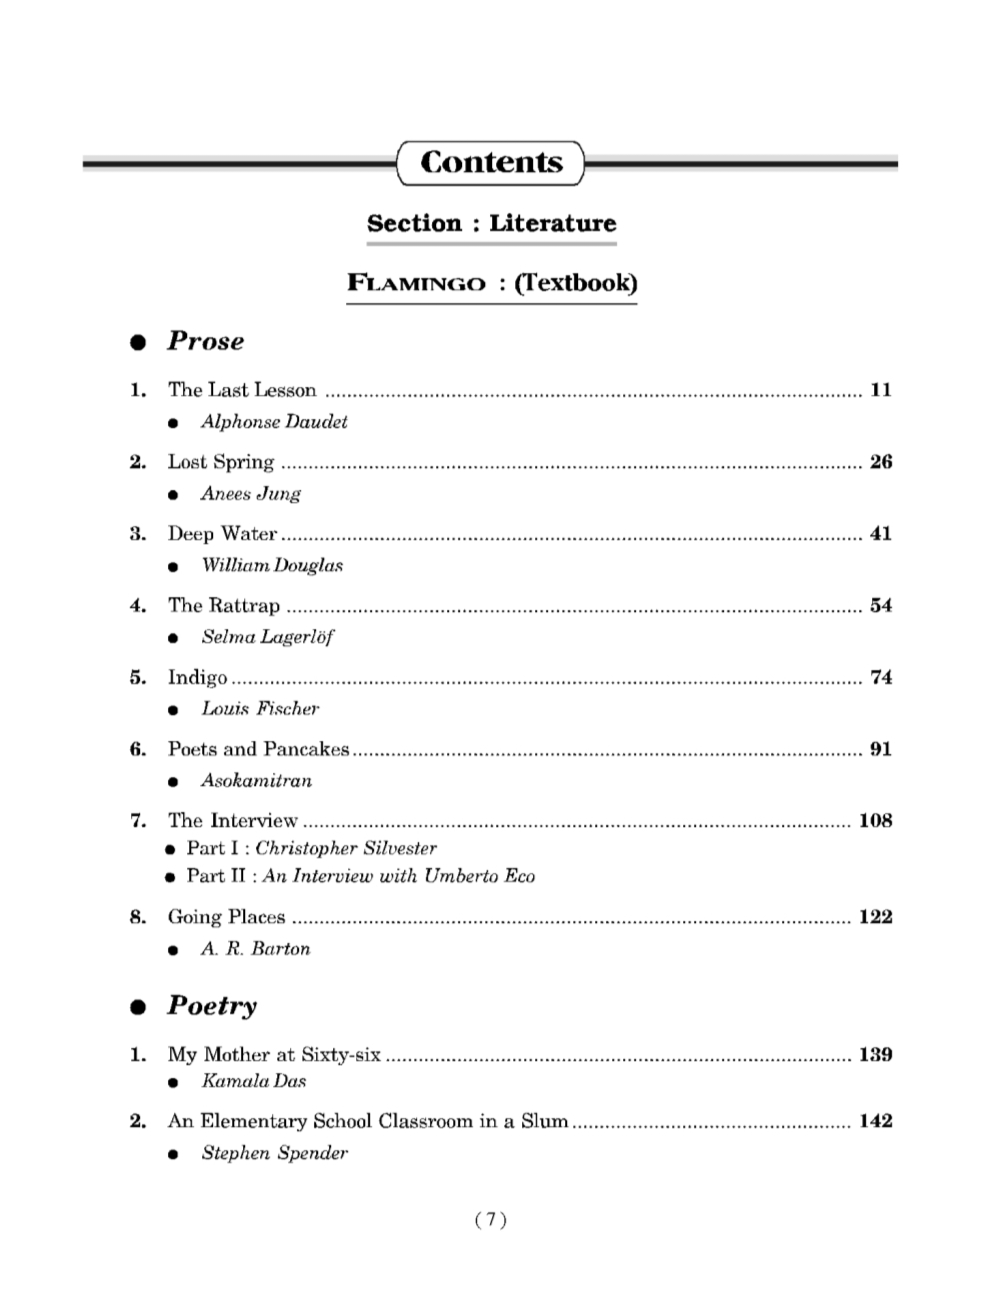 Contents
Section : Literature
FLAMINGO : (Textbook)
● Prose
1. The Last Lesson ........................................ 11
● Alphonse Daudet
2. Lost Spring ........................................ 26
● Anees Jung
3. Deep Water ........................................ 41
● William Douglas
4. The Rattrap ........................................ 54
● Selma Lagerlöf
5. Indigo ........................................ 74
● Louis Fischer
6. Poets and Pancakes ........................................ 91
● Asokamitran
7. The Interview ........................................ 108
● Part I : Christopher Silvester
● Part II : An Interview with Umberto Eco
8. Going Places ........................................ 122
● A. R. Barton
● Poetry
1. My Mother at Sixty-six ........................................ 139
● Kamala Das
2. An Elementary School Classroom in a Slum ........................................ 142
● Stephen Spender
( 7 )